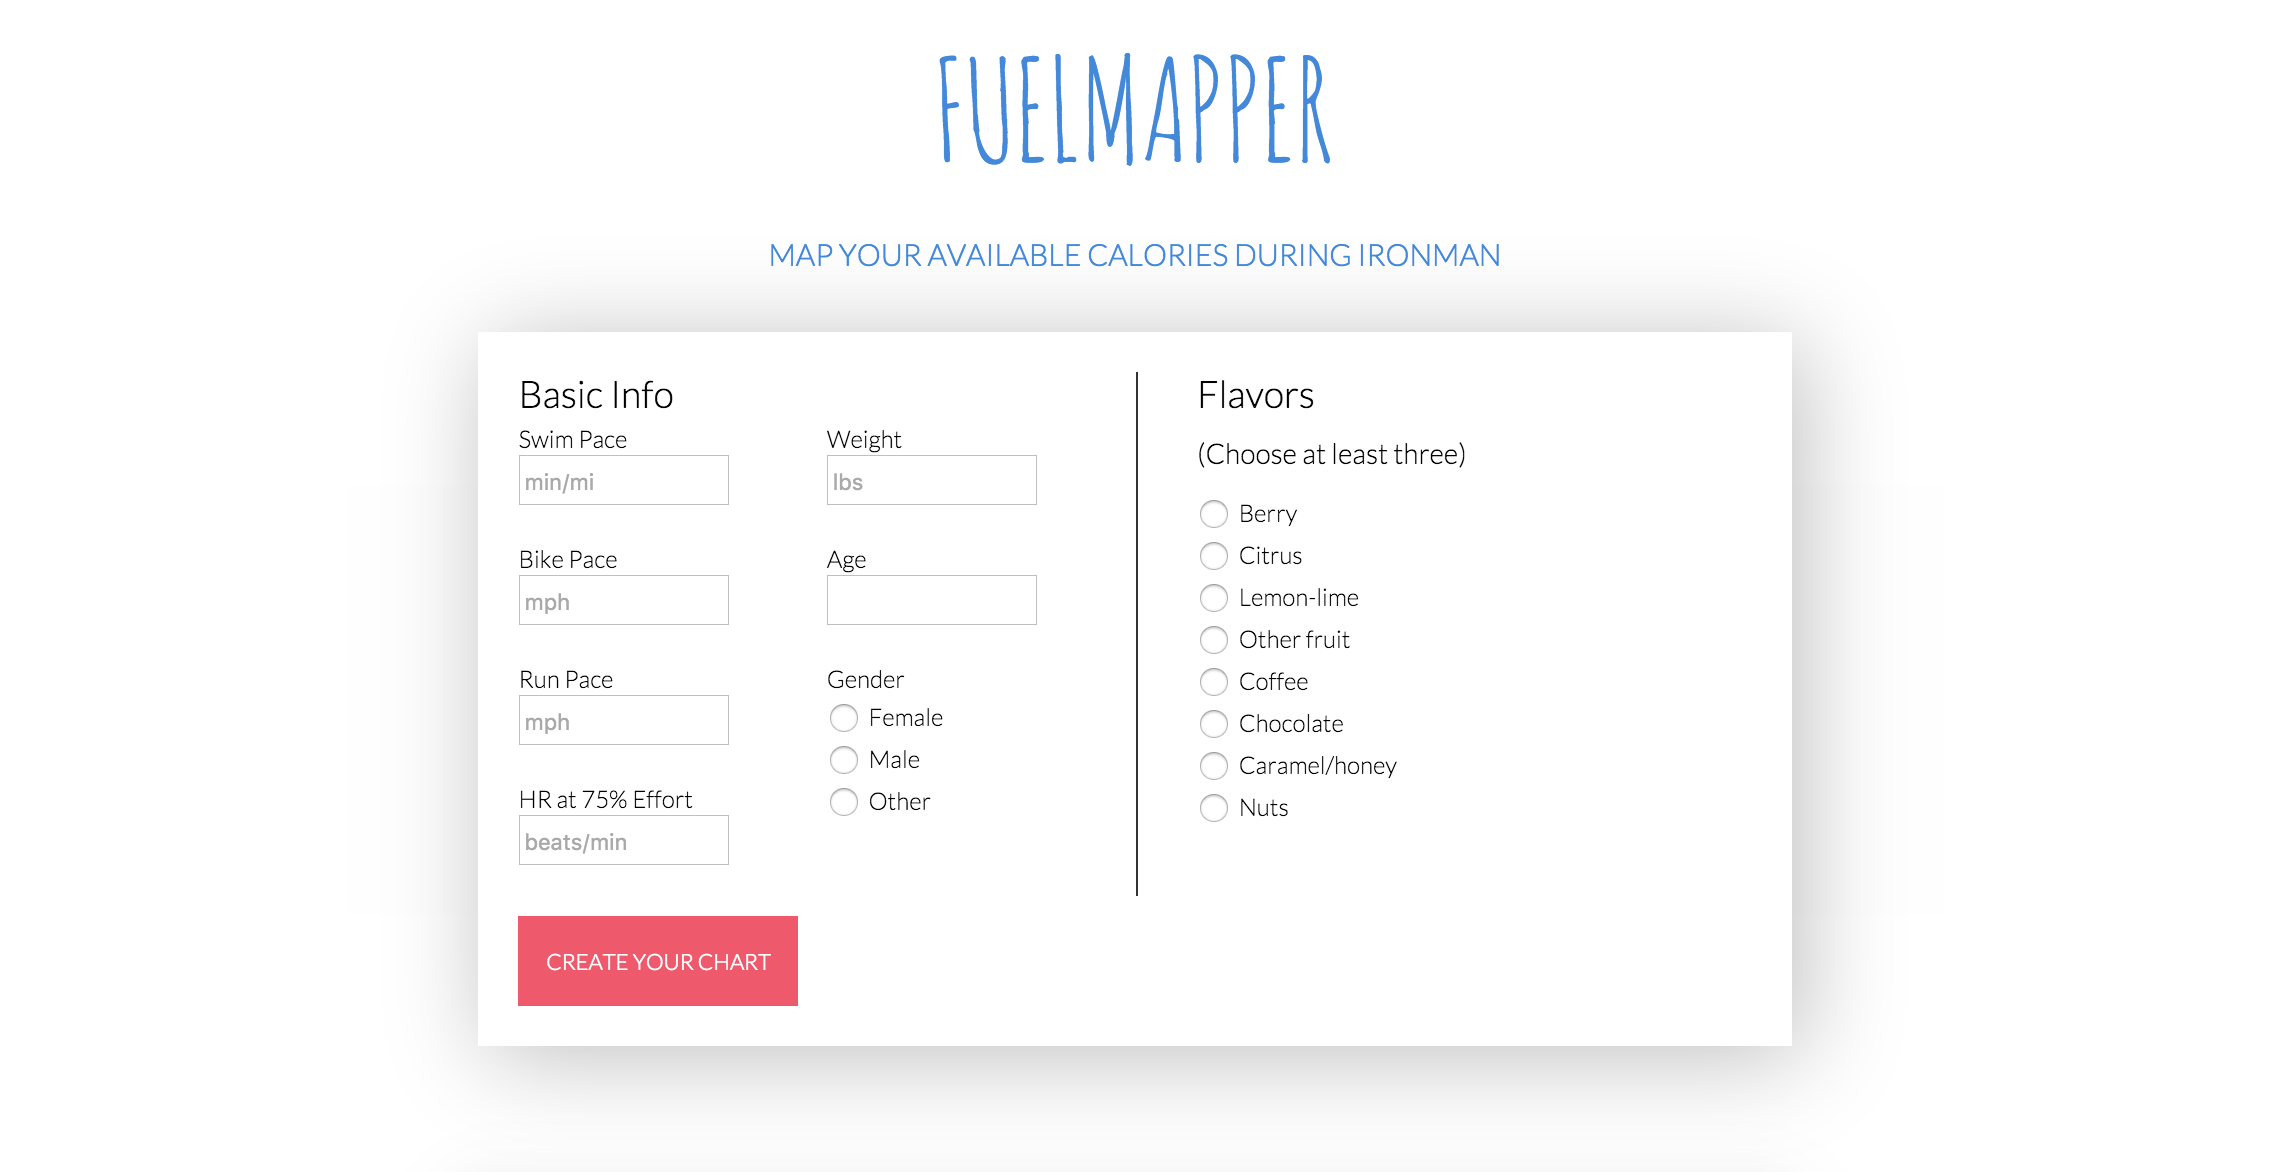 FUELMAPPER
MAP YOUR AVAILABLE CALORIES DURING IRONMAN
Basic Info
Swim Pace
min/mi
Bike Pace
mph
Run Pace
mph
HR at 75% Effort
beats/min
Weight
lbs
Age
Gender
Female
Male
Other
Flavors
(Choose at least three)
Berry
Citrus
Lemon-lime
Other fruit
Coffee
Chocolate
Caramel/honey
Nuts
CREATE YOUR CHART